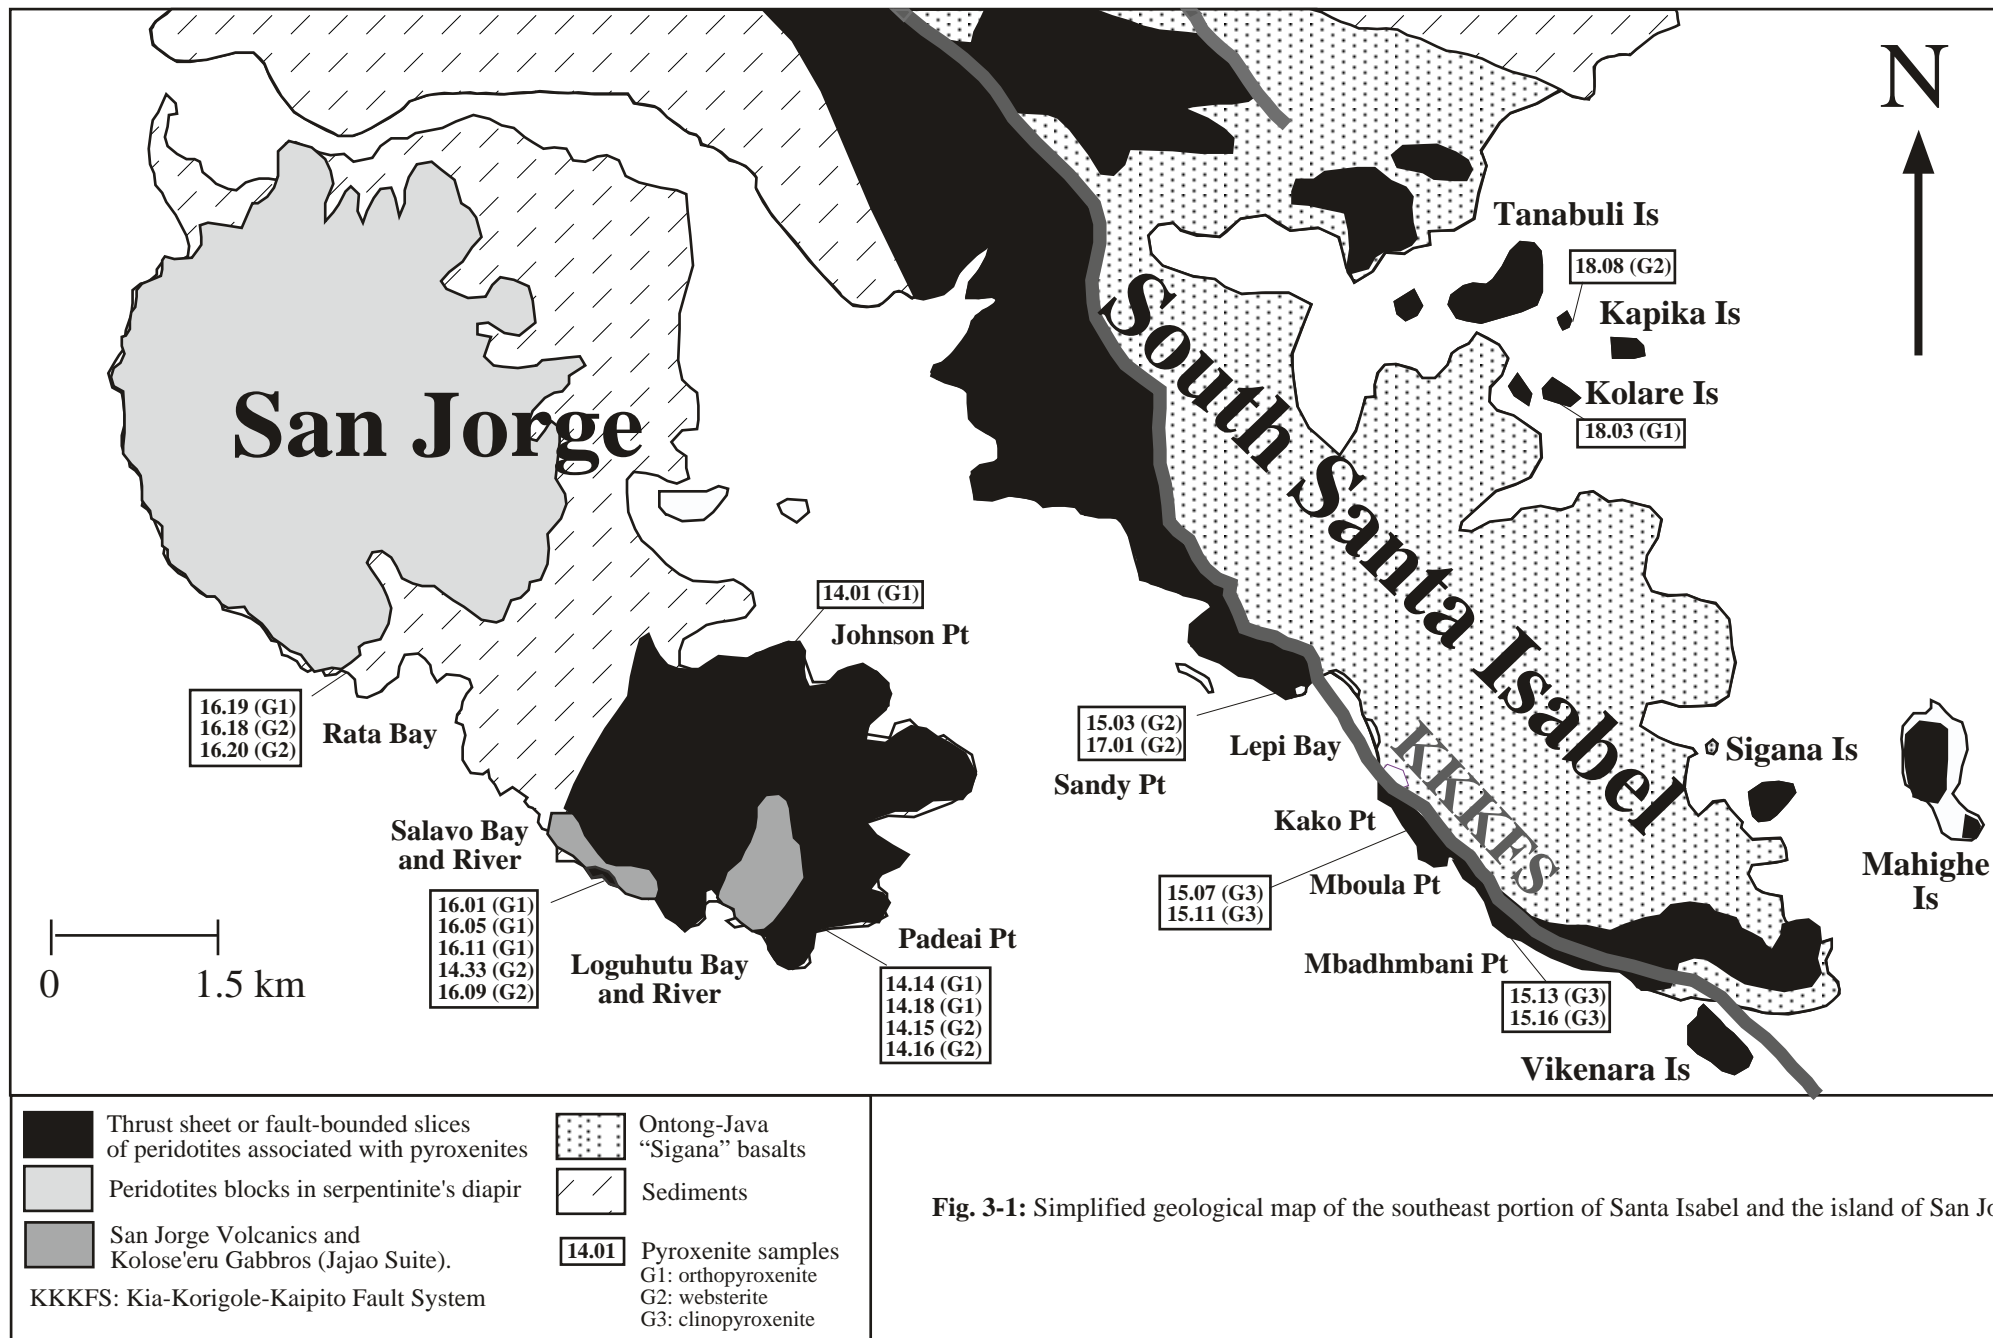 N
Tanabuli Is
18.08 (G2)
Kapika Is
Kolare Is
18.03 (G1)
San Jorge
South Santa Isabel
14.01 (G1)
Johnson Pt
16.19 (G1)
16.18 (G2)
16.20 (G2)
Rata Bay
15.03 (G2)
17.01 (G2)
Sandy Pt
Lepi Bay
KKKFS
Sigana Is
Mahighe
Is
Kako Pt
Mboula Pt
15.07 (G3)
15.11 (G3)
Salavo Bay
and River
16.01 (G1)
16.05 (G1)
16.11 (G1)
14.33 (G2)
16.09 (G2)
Loguhutu Bay
and River
Padeai Pt
14.14 (G1)
14.18 (G1)
14.15 (G2)
14.16 (G2)
Mbadhmbani Pt
15.13 (G3)
15.16 (G3)
Vikenara Is
0 1.5 km
Thrust sheet or fault-bounded slices
of peridotites associated with pyroxenites
Peridotites blocks in serpentinite's diapir
San Jorge Volcanics and
Kolose'eru Gabbros (Jajao Suite).
KKKFS: Kia-Korigole-Kaipito Fault System
Ontong-Java
“Sigana” basalts
Sediments
14.01 Pyroxenite samples
G1: orthopyroxenite
G2: websterite
G3: clinopyroxenite
Fig. 3-1: Simplified geological map of the southeast portion of Santa Isabel and the island of San Jo